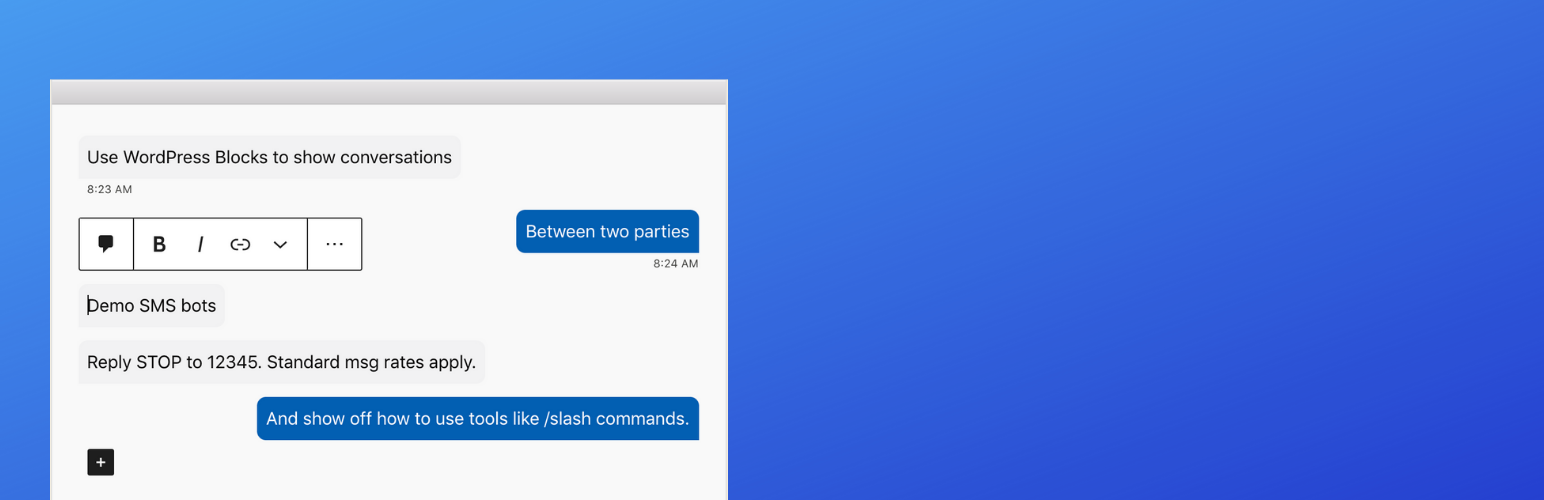 Use WordPress Blocks to show conversations
8:23 AM
Between two parties
8:24 AM
B I
Demo SMS bots
Reply STOP to 12345. Standard msg rates apply.
And show off how to use tools like /slash commands.